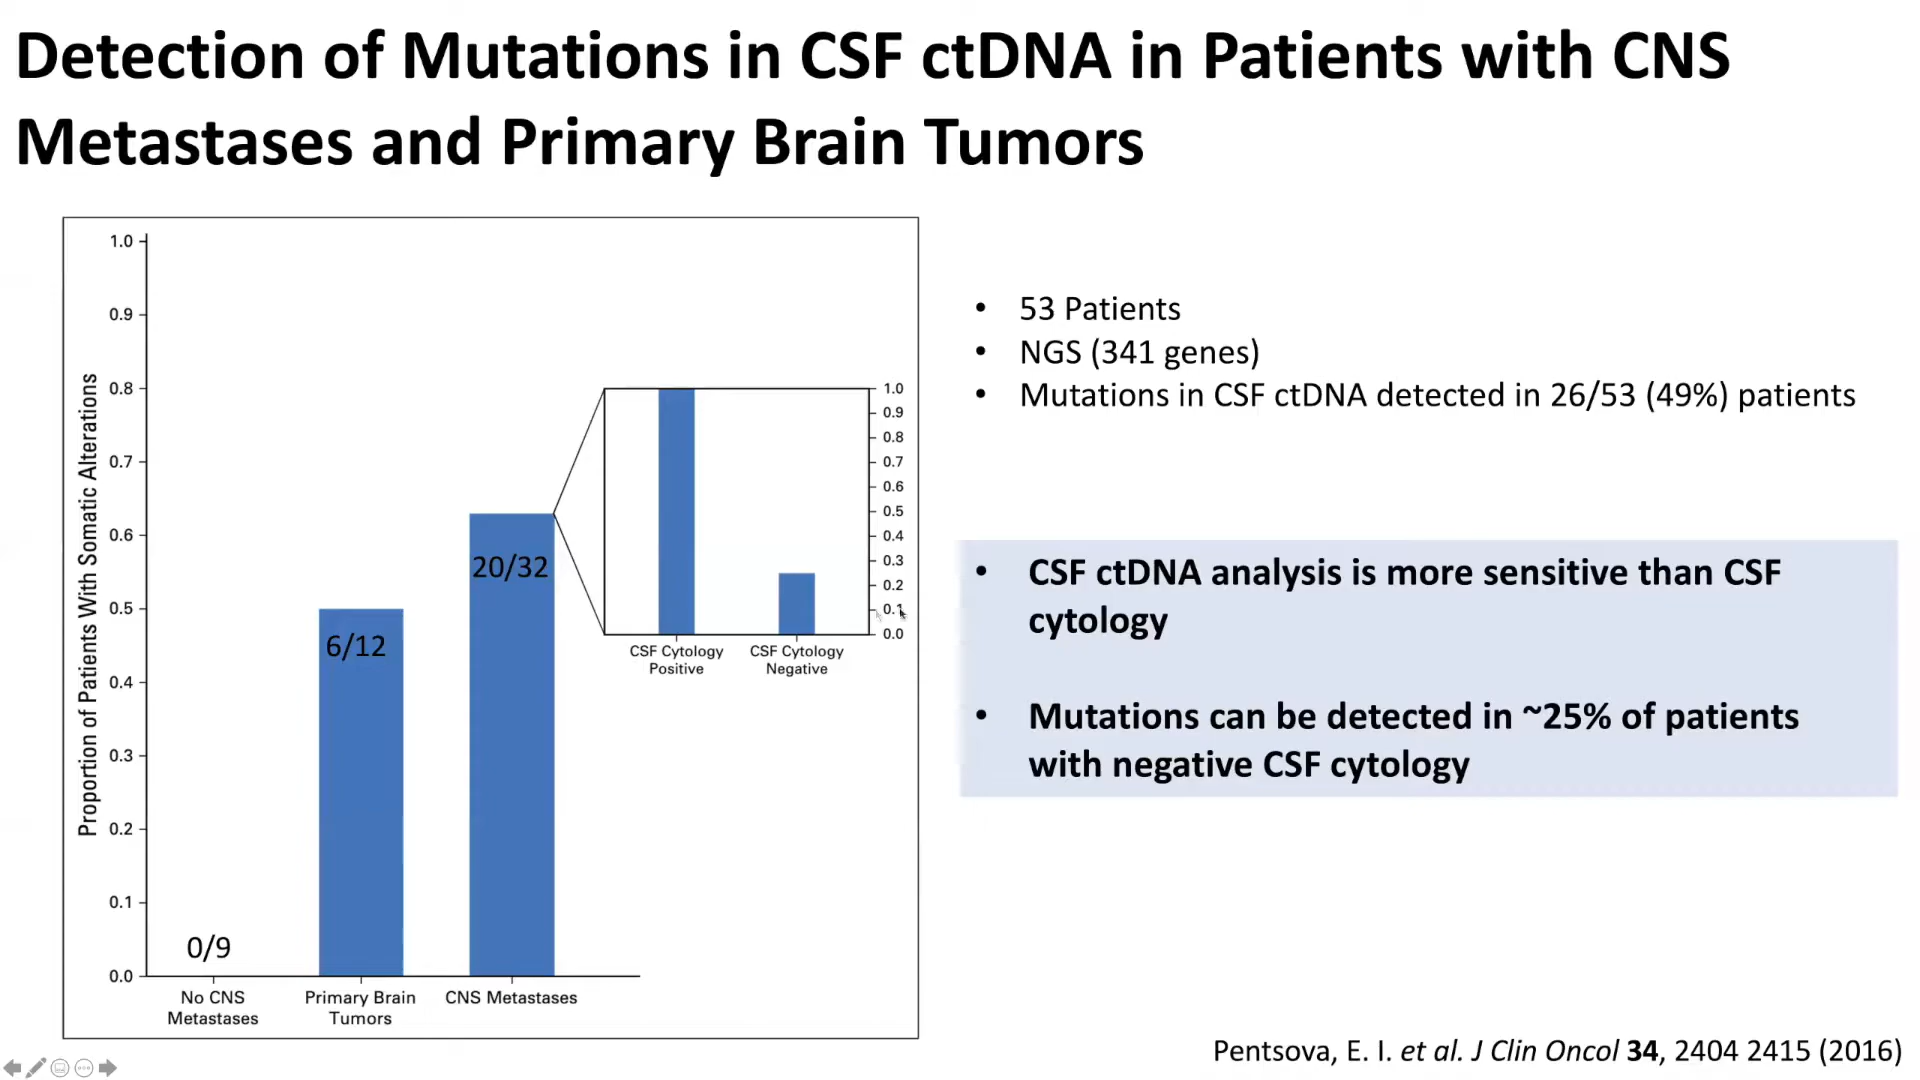 Detection of Mutations in CSF ctDNA in Patients with CNS
Metastases and Primary Brain Tumors
Proportion of Patients With Somatic Alterations
1.0
0.9
0.8
0.7
0.6
0.5
0.4
0.3
0.2
0.1
0.0
0/9
6/12
20/32
No CNS
Metastases
Primary Brain
Tumors
CNS Metastases
1.0
0.9
0.8
0.7
0.6
0.5
0.4
0.3
0.2
0.1
0.0
CSF Cytology
Positive
CSF Cytology
Negative
• 53 Patients
• NGS (341 genes)
• Mutations in CSF ctDNA detected in 26/53 (49%) patients
• CSF ctDNA analysis is more sensitive than CSF
cytology
• Mutations can be detected in ~25% of patients
with negative CSF cytology
Pentsova, E. I. et al. J Clin Oncol 34, 2404 2415 (2016)